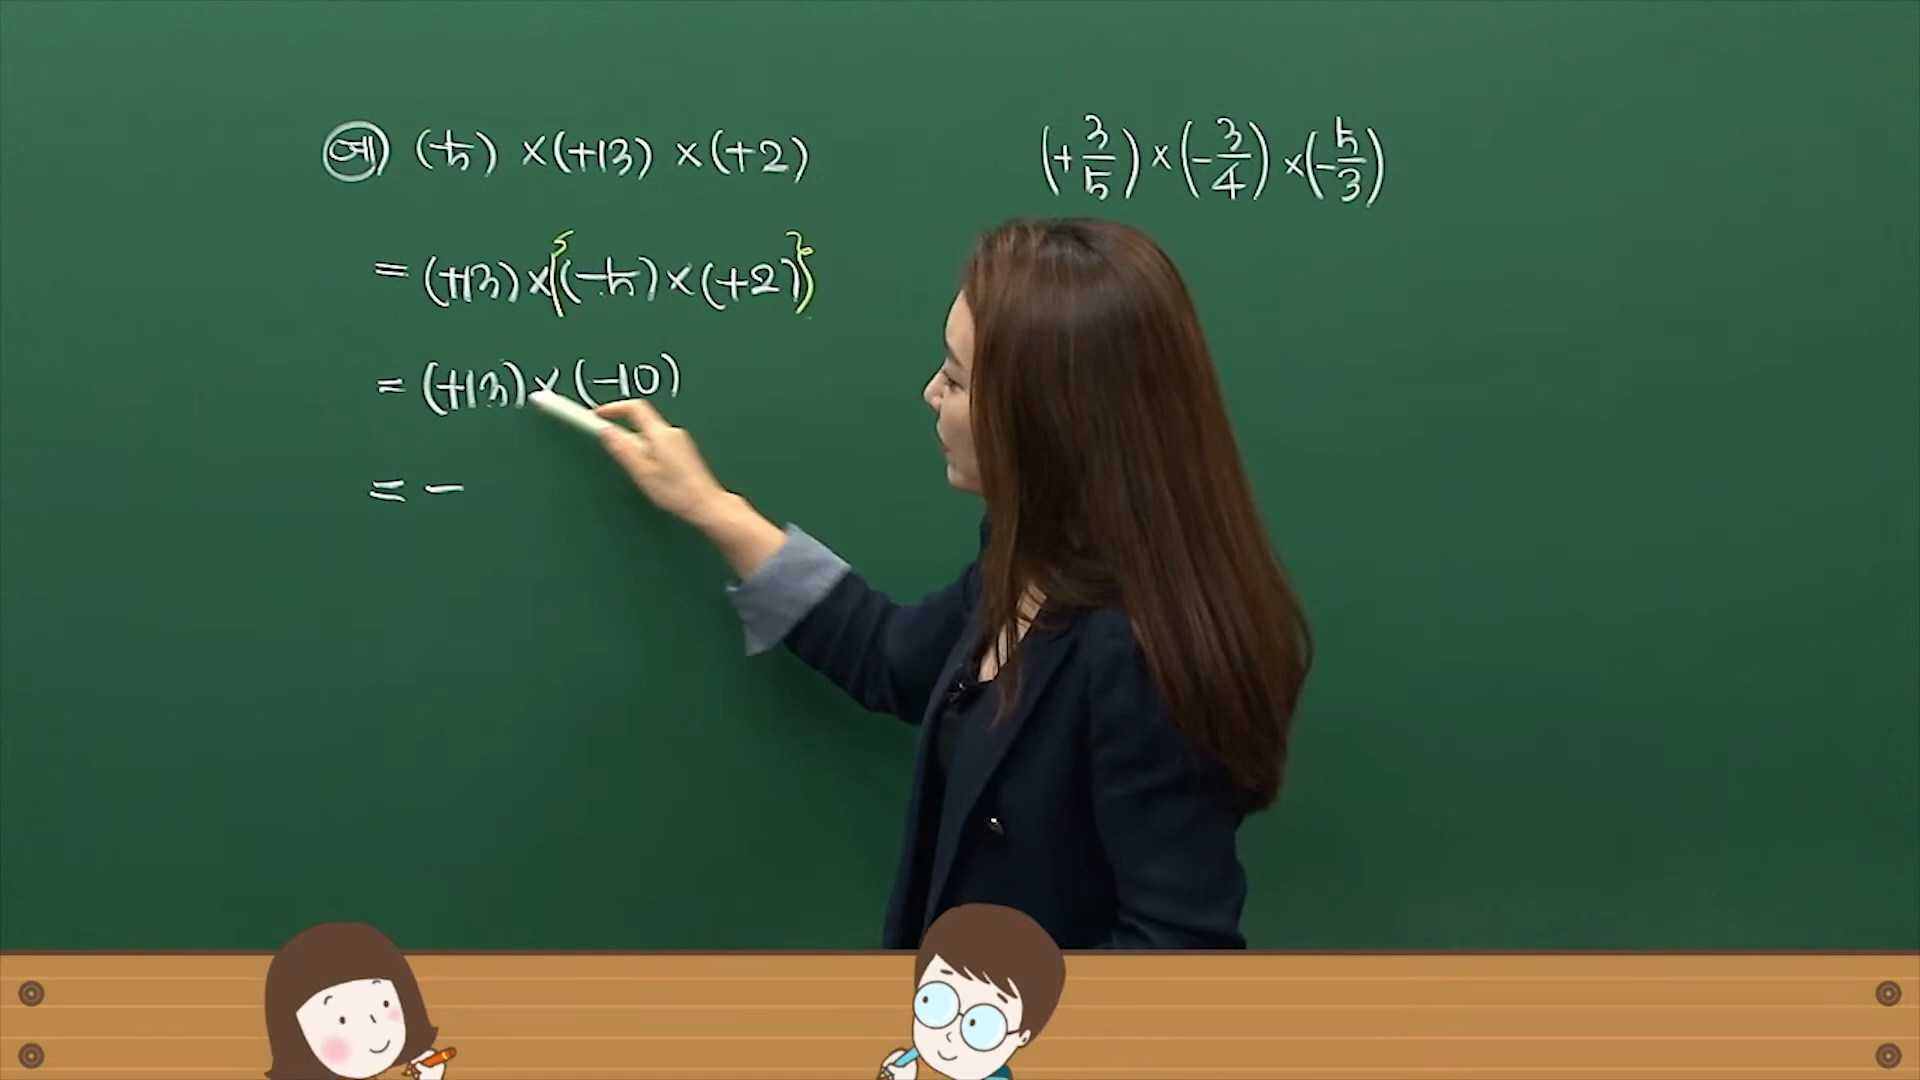 예) (-5) ×(+13) ×(+2)
= (+13)×{(-5)×(+2)}
= (+13)×(-10)
= -
(+3/5)×(-3/4)×(-5/3)